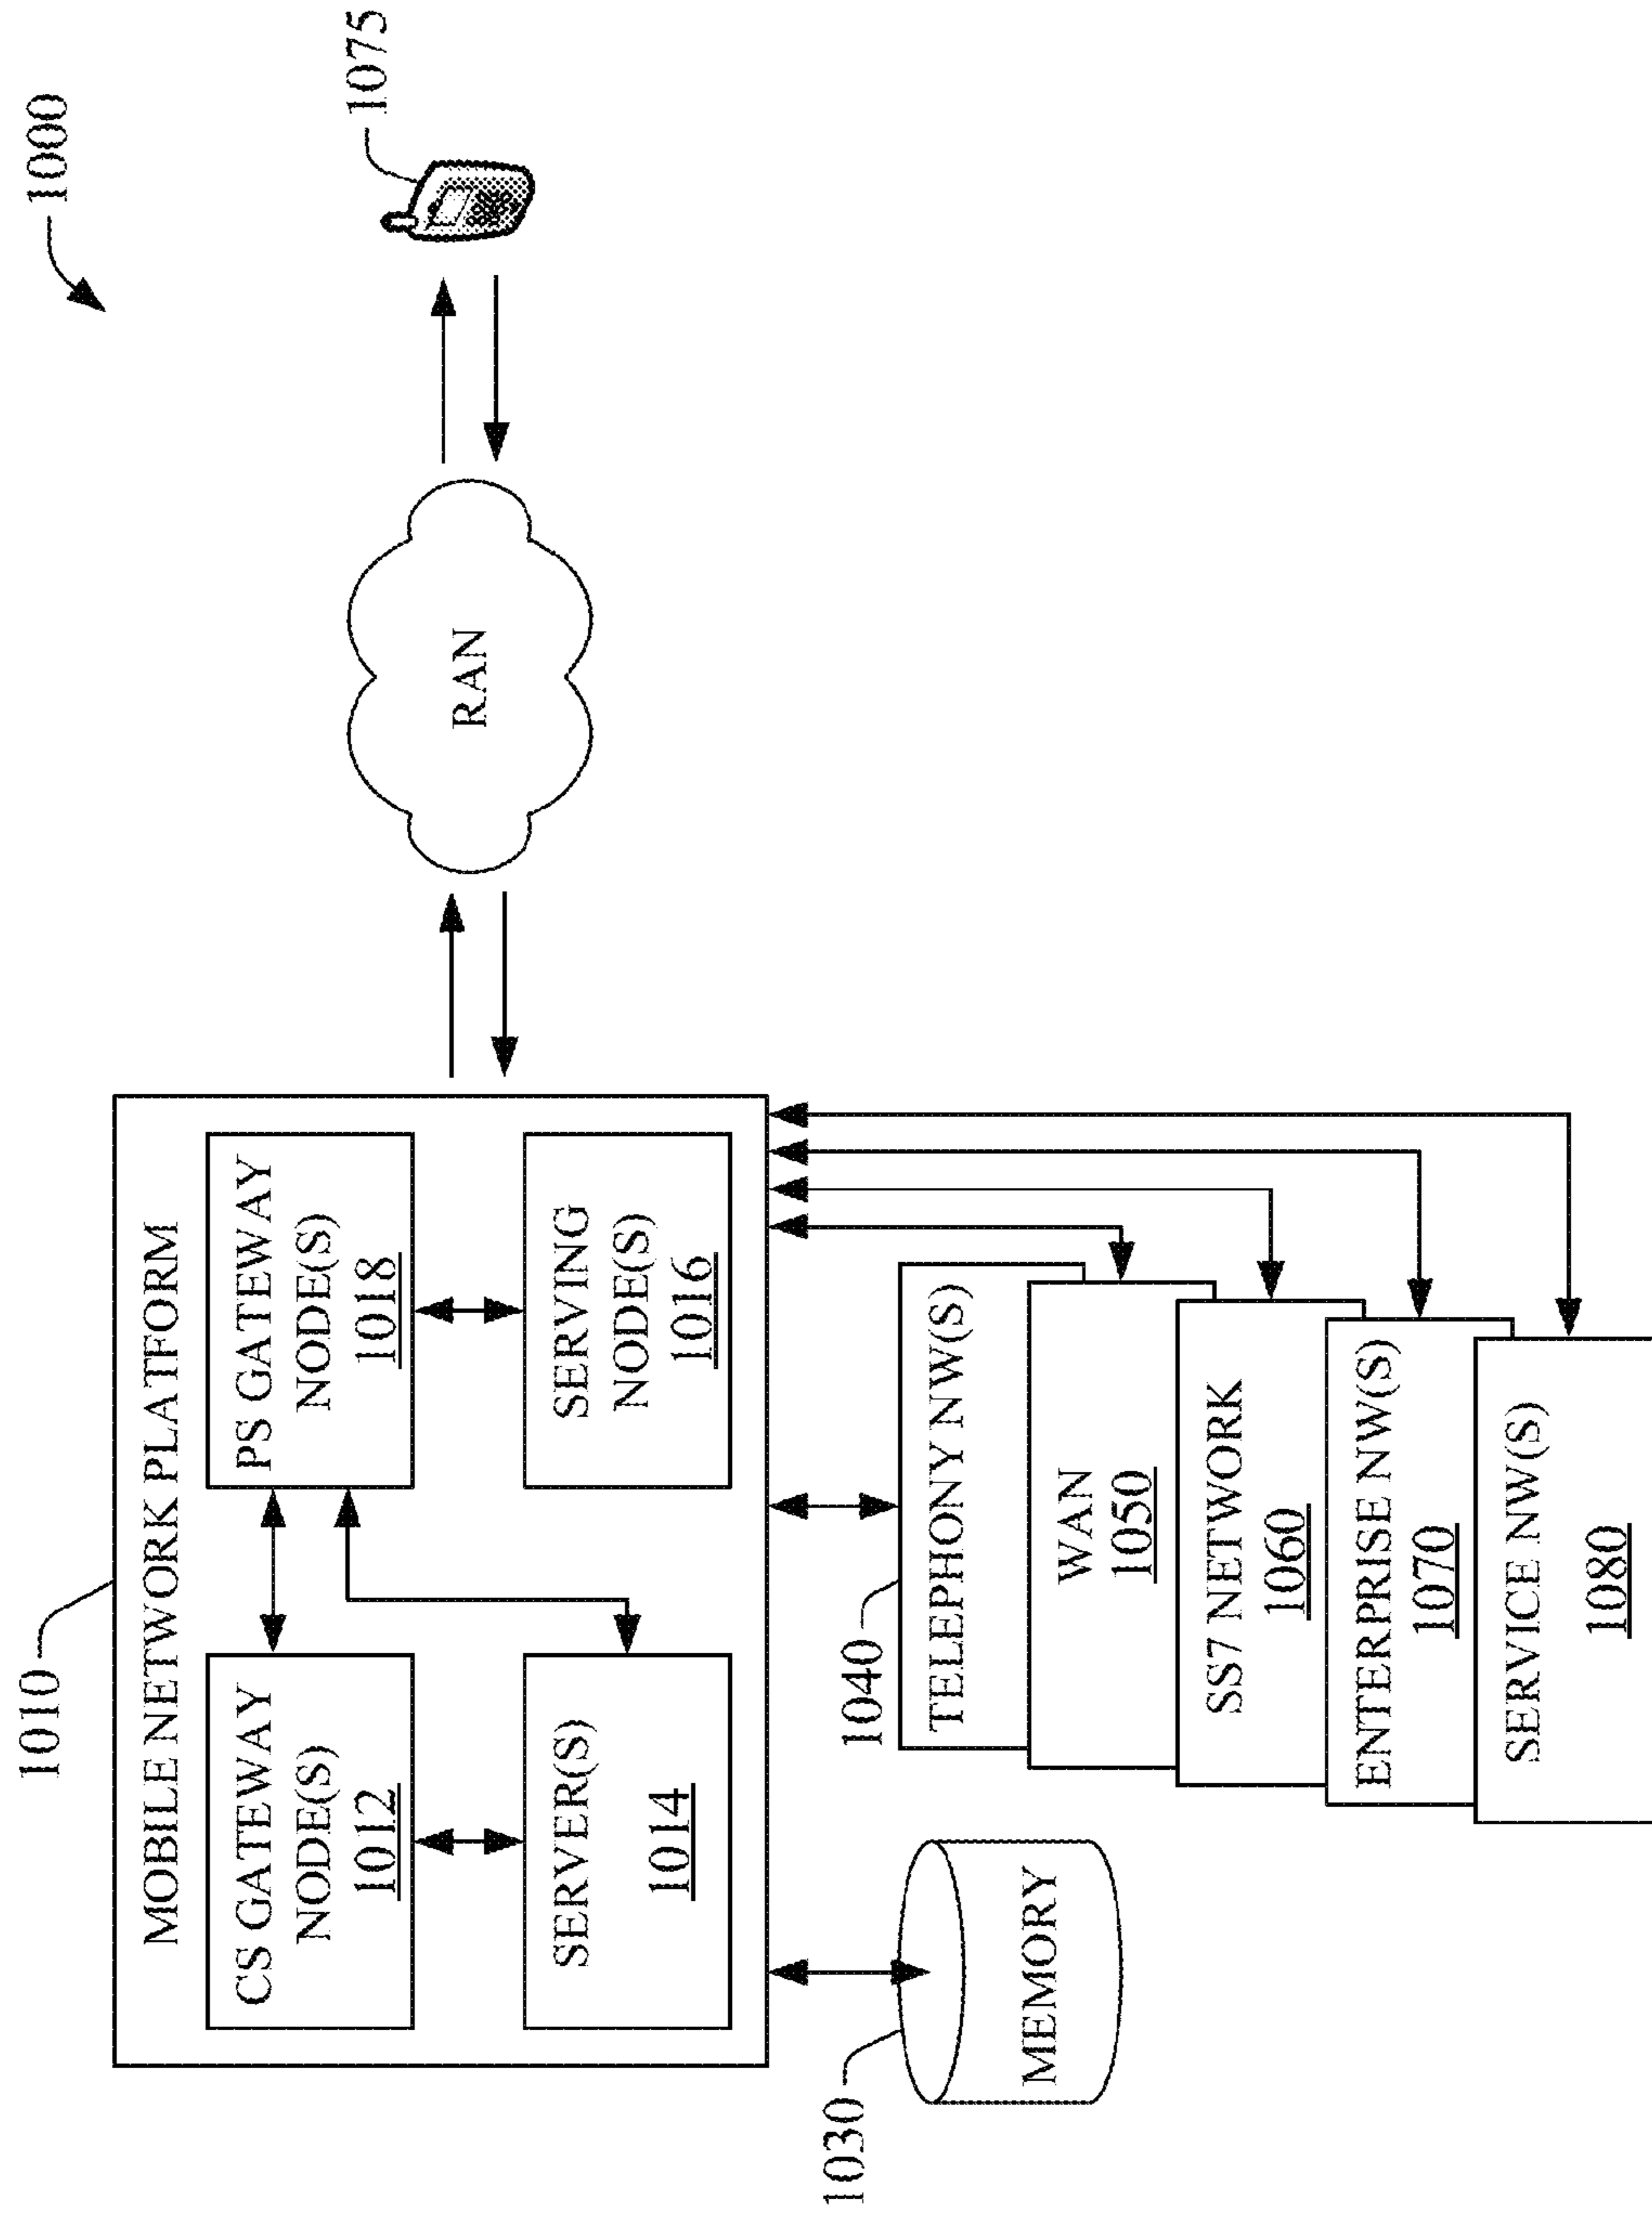 1000
1010
1075
MOBILE NETWORK PLATFORM
CS GATEWAY
NODE(S)
1012
PS GATEWAY
NODE(S)
1018
SERVER(S)
1014
SERVING
NODE(S)
1016
RAN
1030
MEMORY
1040
TELEPHONY NW(S)
WAN
1050
SS7 NETWORK
1060
ENTERPRISE NW(S)
1070
SERVICE NW(S)
1080